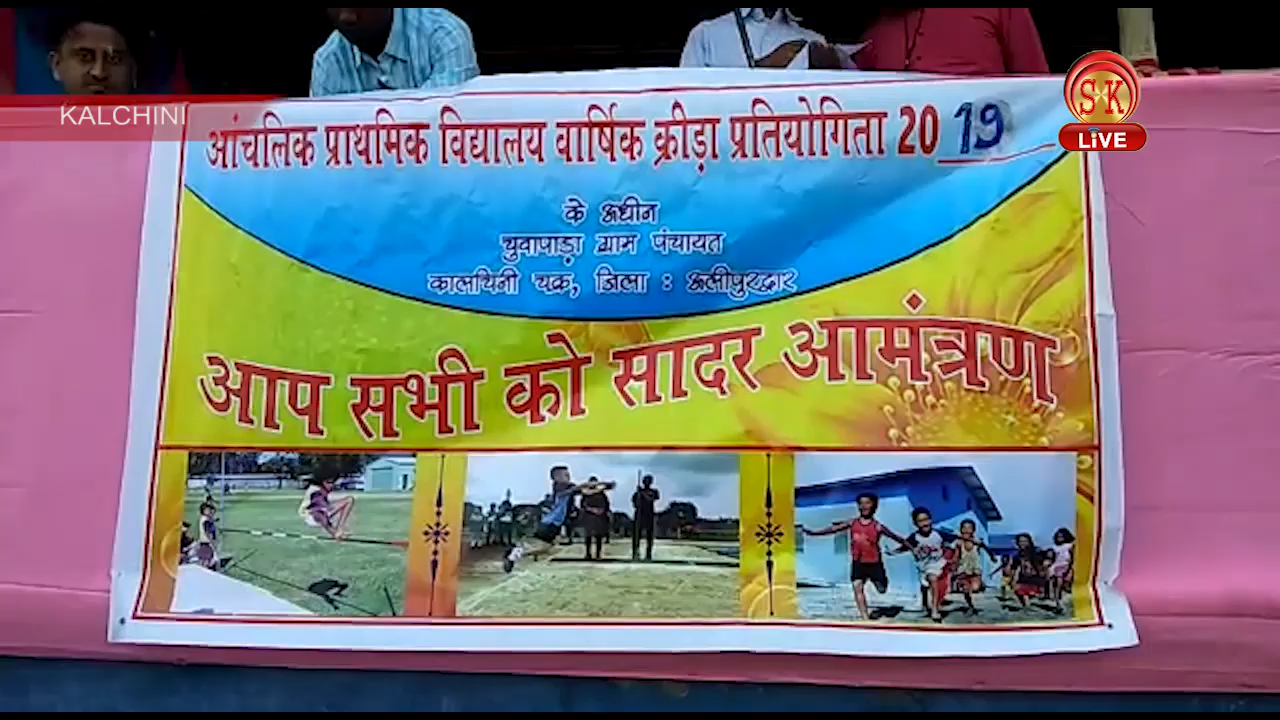 KALCHINI
SK
LiVE
आंचलिक प्राथमिक विद्यालय वार्षिक क्रीड़ा प्रतियोगिता 2019
के अधीन
चुवापाड़ा ग्राम पंचायत
कालचिनी चक्र, जिला : अलीपुरद्वार
आप सभी को सादर आमंत्रण